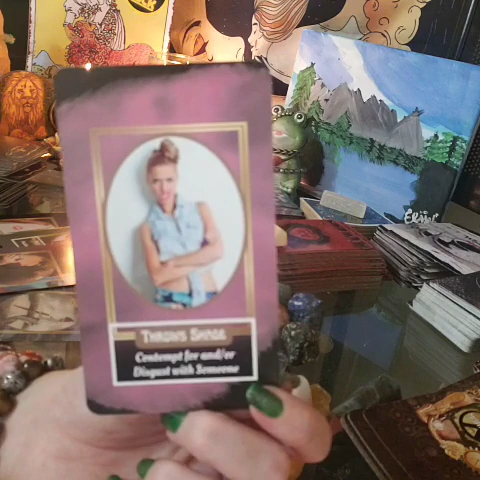 Throws Shade
Contempt for and/or
Disgust with Someone